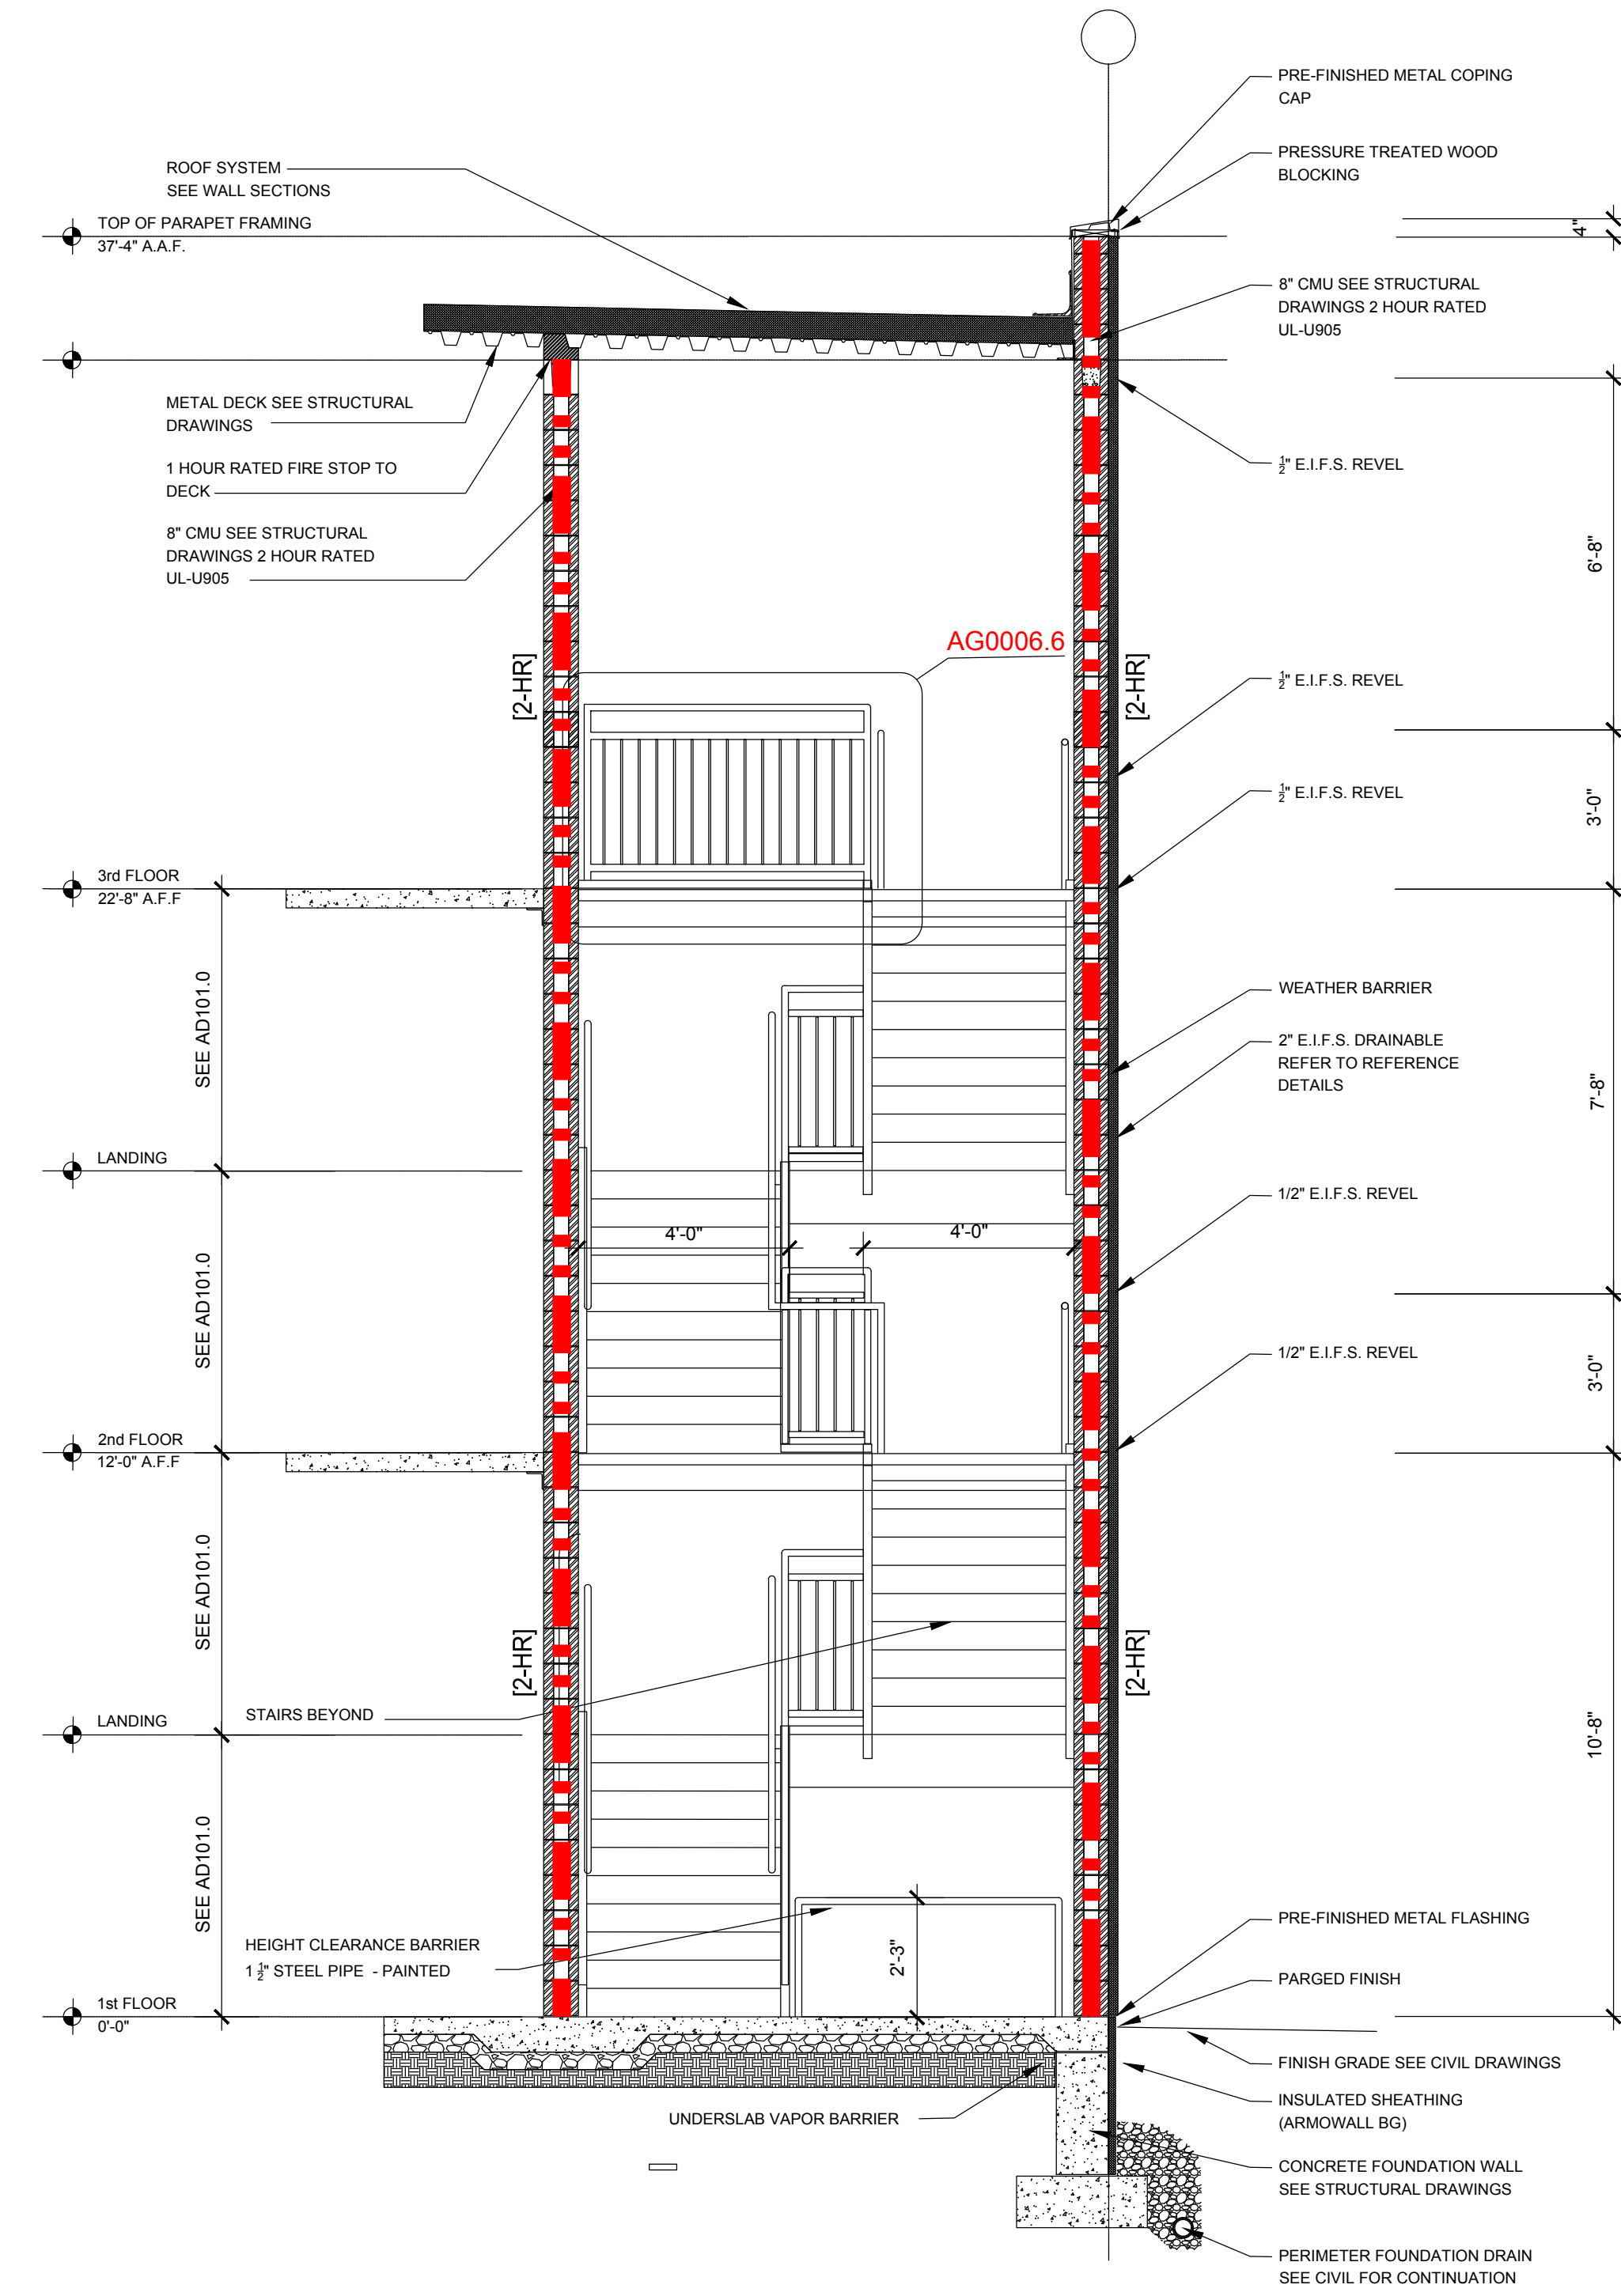 PRE-FINISHED METAL COPING
CAP
PRESSURE TREATED WOOD
BLOCKING
ROOF SYSTEM
SEE WALL SECTIONS
TOP OF PARAPET FRAMING
37'-4" A.A.F.
4"
8" CMU SEE STRUCTURAL
DRAWINGS 2 HOUR RATED
UL-U905
METAL DECK SEE STRUCTURAL
DRAWINGS
1 HOUR RATED FIRE STOP TO
DECK
8" CMU SEE STRUCTURAL
DRAWINGS 2 HOUR RATED
UL-U905
½" E.I.F.S. REVEL
6'-8"
AG0006.6
[2-HR]
[2-HR]
½" E.I.F.S. REVEL
½" E.I.F.S. REVEL
3'-0"
3rd FLOOR
22'-8" A.F.F
SEE AD101.0
WEATHER BARRIER
2" E.I.F.S. DRAINABLE
REFER TO REFERENCE
DETAILS
7'-8"
LANDING
1/2" E.I.F.S. REVEL
4'-0"
4'-0"
SEE AD101.0
1/2" E.I.F.S. REVEL
3'-0"
2nd FLOOR
12'-0" A.F.F
SEE AD101.0
[2-HR]
[2-HR]
STAIRS BEYOND
LANDING
10'-8"
SEE AD101.0
HEIGHT CLEARANCE BARRIER
1 ½" STEEL PIPE - PAINTED
2'-3"
PRE-FINISHED METAL FLASHING
PARGED FINISH
1st FLOOR
0'-0"
FINISH GRADE SEE CIVIL DRAWINGS
INSULATED SHEATHING
(ARMOWALL BG)
UNDERSLAB VAPOR BARRIER
CONCRETE FOUNDATION WALL
SEE STRUCTURAL DRAWINGS
PERIMETER FOUNDATION DRAIN
SEE CIVIL FOR CONTINUATION